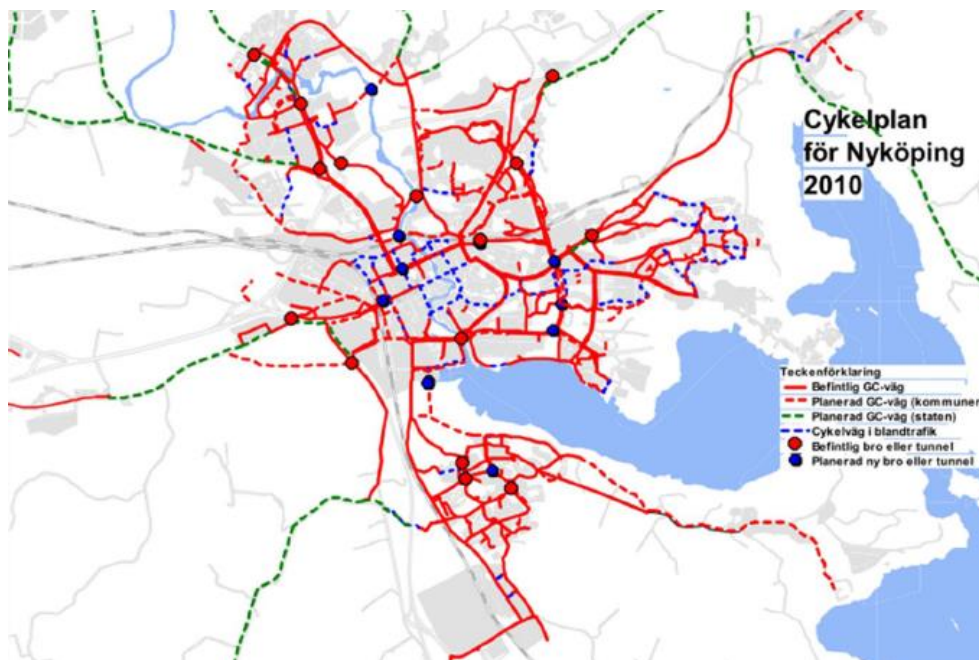 Cykelplan
för Nyköping
2010
Teckenförklaring
Befintlig GC-väg
Planerad GC-väg (kommunen
Planerad GC-väg (staten)
Cykelväg i blandtrafik
Befintlig bro eller tunnel
Planerad ny bro eller tunnel